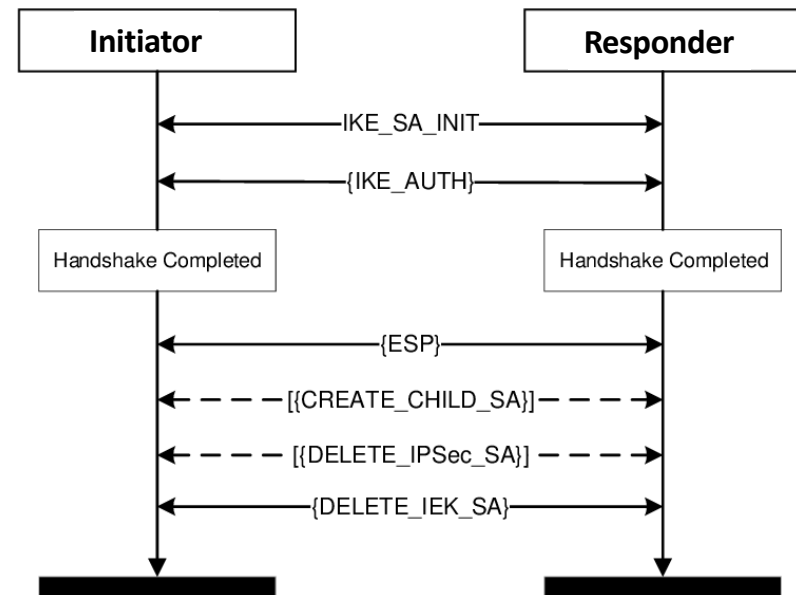 Initiator
Responder
IKE_SA_INIT
{IKE_AUTH}
Handshake Completed
Handshake Completed
{ESP}
[{CREATE_CHILD_SA}]
[{DELETE_IPSec_SA}]
{DELETE_IEK_SA}